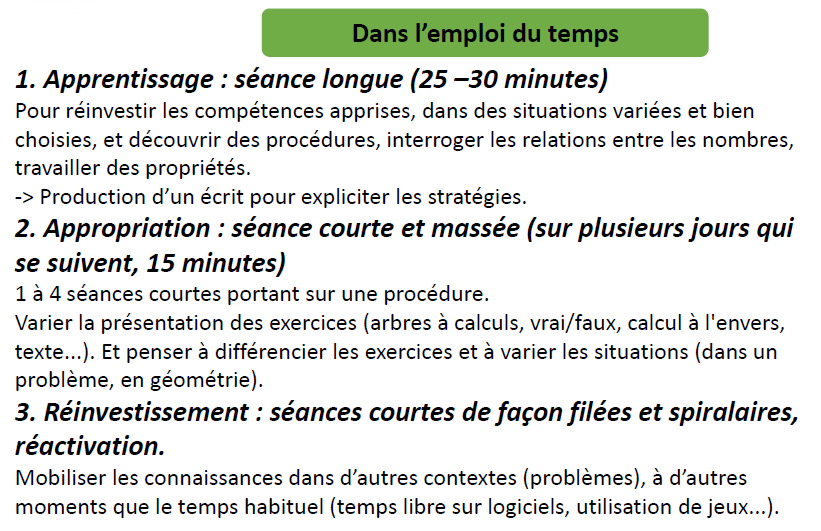 Dans l’emploi du temps
1. Apprentissage : séance longue (25 –30 minutes)
Pour réinvestir les compétences apprises, dans des situations variées et bien
choisies, et découvrir des procédures, interroger les relations entre les nombres,
travailler des propriétés.
-> Production d’un écrit pour expliciter les stratégies.
2. Appropriation : séance courte et massée (sur plusieurs jours qui
se suivent, 15 minutes)
1 à 4 séances courtes portant sur une procédure.
Varier la présentation des exercices (arbres à calculs, vrai/faux, calcul à l'envers,
texte...). Et penser à différencier les exercices et à varier les situations (dans un
problème, en géométrie).
3. Réinvestissement : séances courtes de façon filées et spiralaires,
réactivation.
Mobiliser les connaissances dans d’autres contextes (problèmes), à d’autres
moments que le temps habituel (temps libre sur logiciels, utilisation de jeux...).